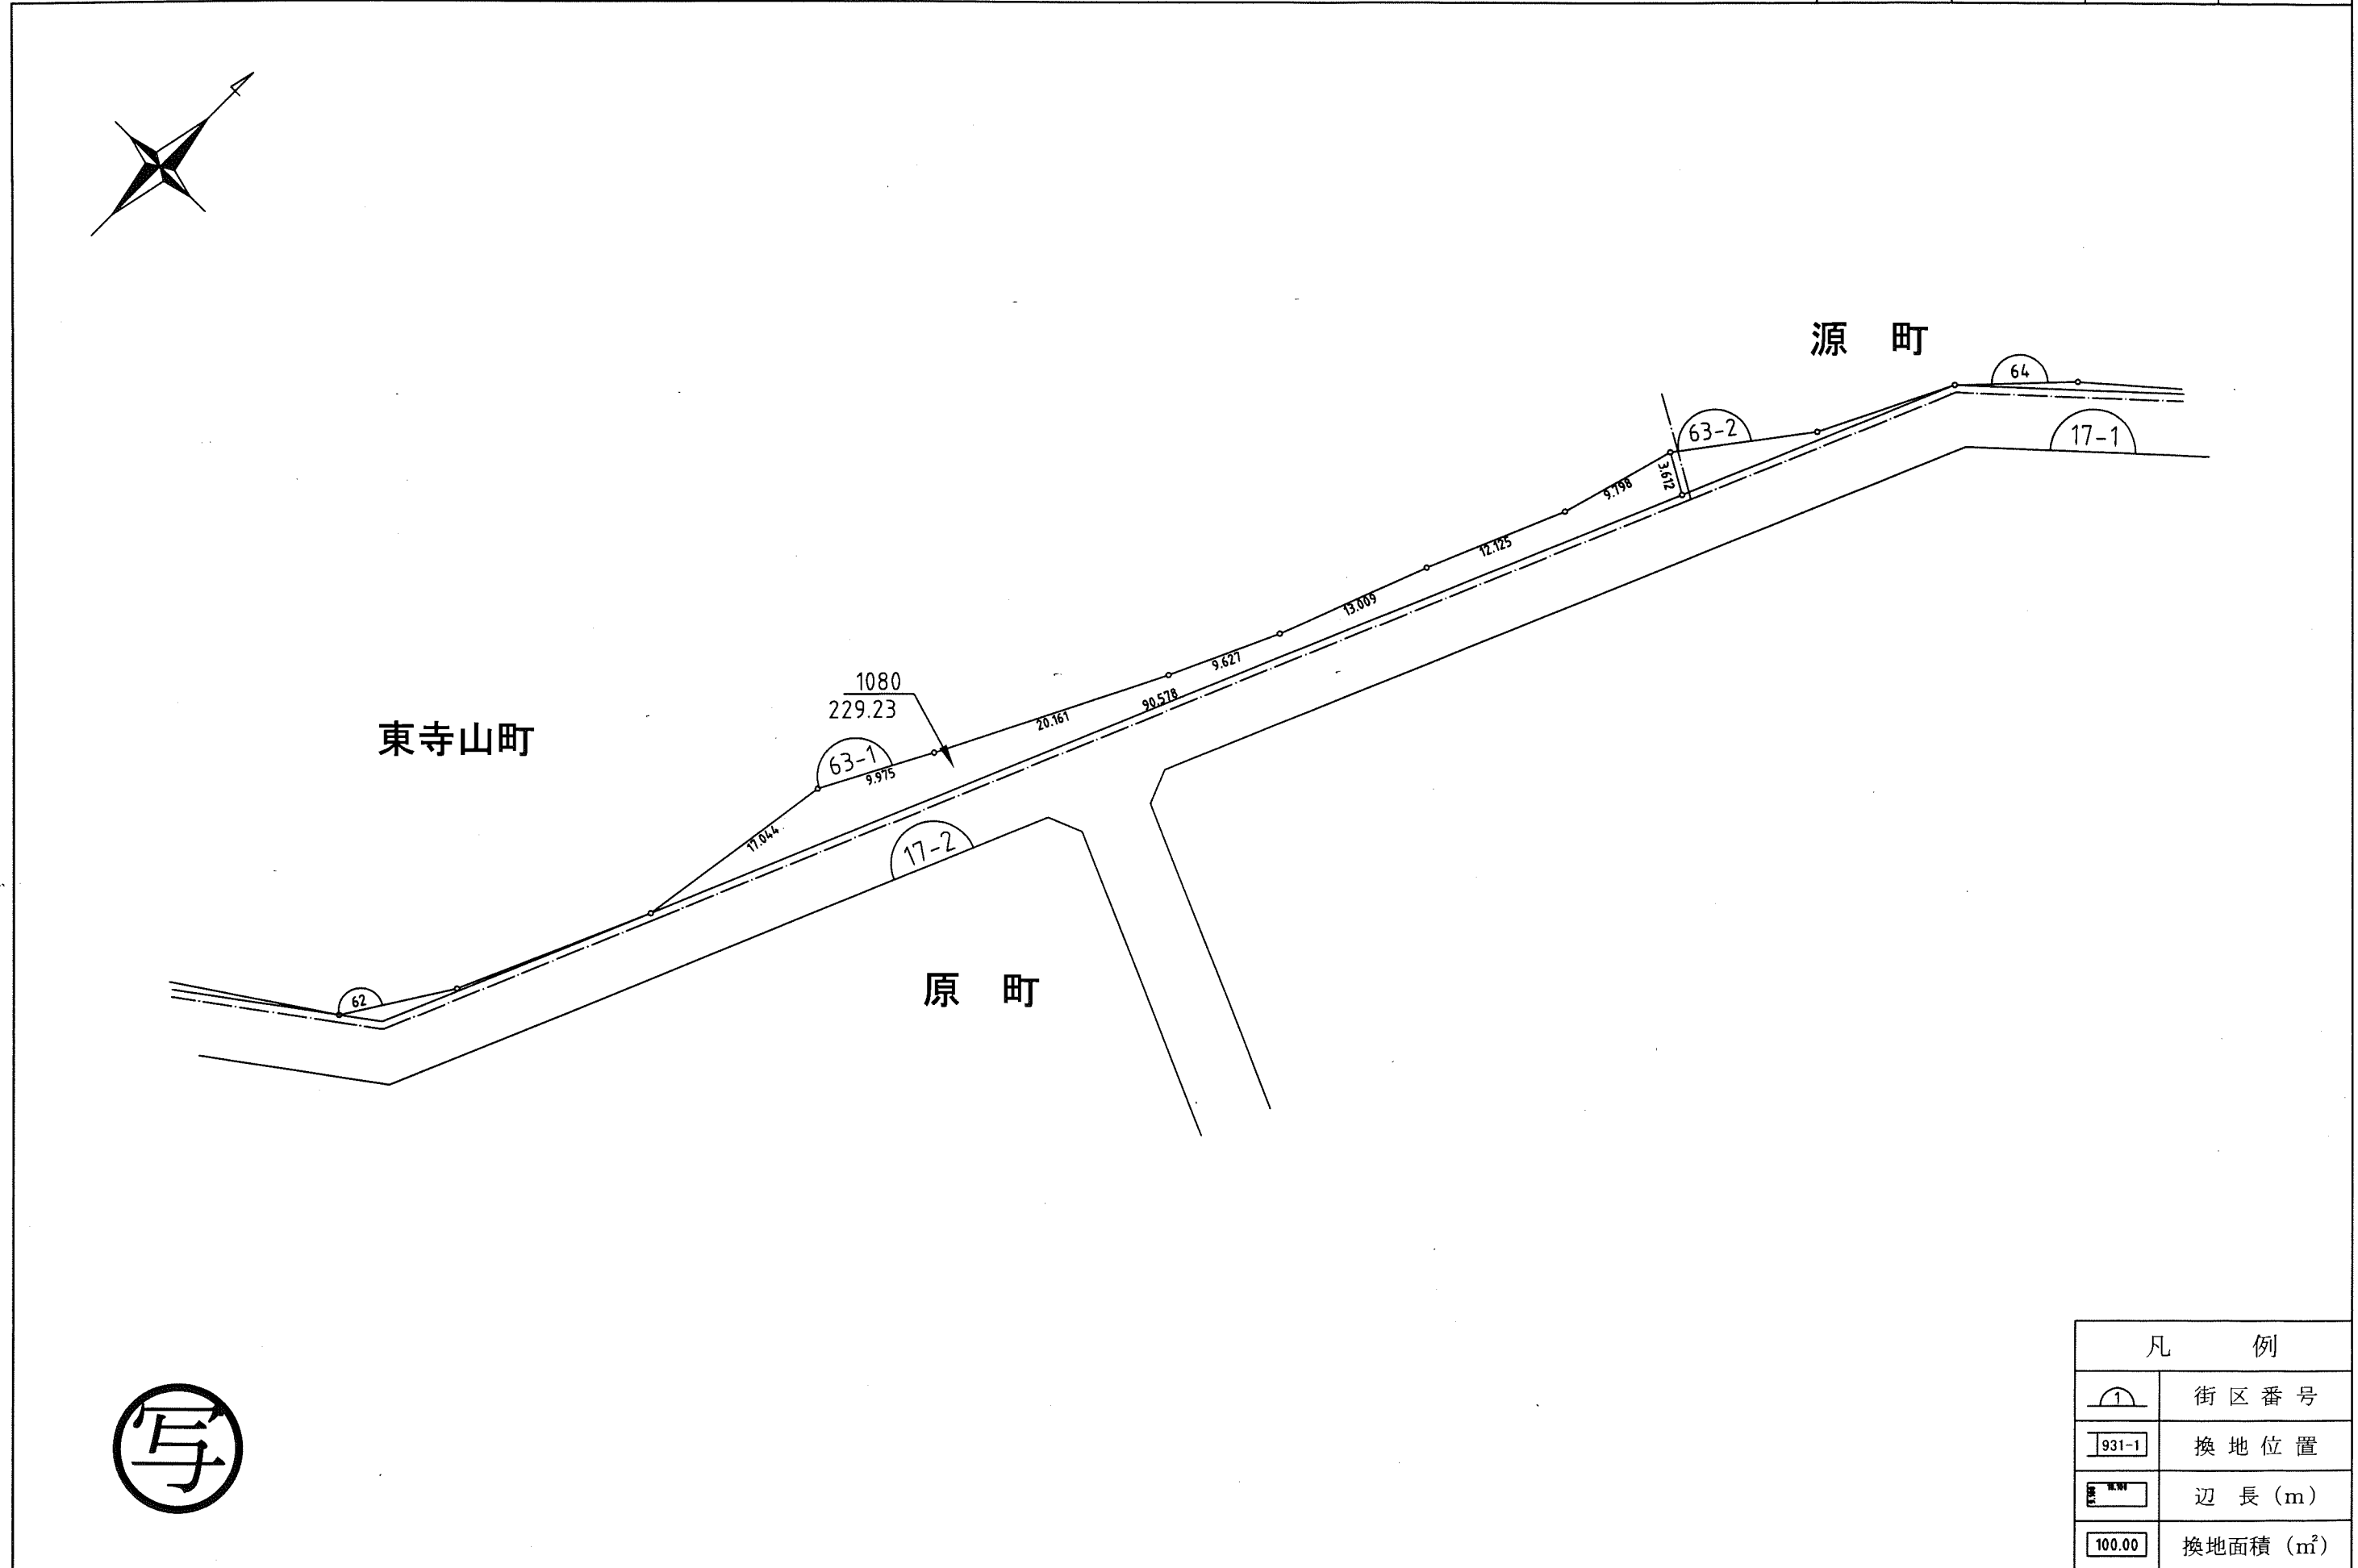 源 町
64
63-2
17-1
3.612
9.798
12.125
13.009
9.627
90.578
20.161
1080
229.23
東寺山町
63-1
9.975
17.044
17-2
原 町
62
写
凡 例
1 街区番号
931-1 換地位置
辺 長 (m)
100.00 換地面積 (㎡)